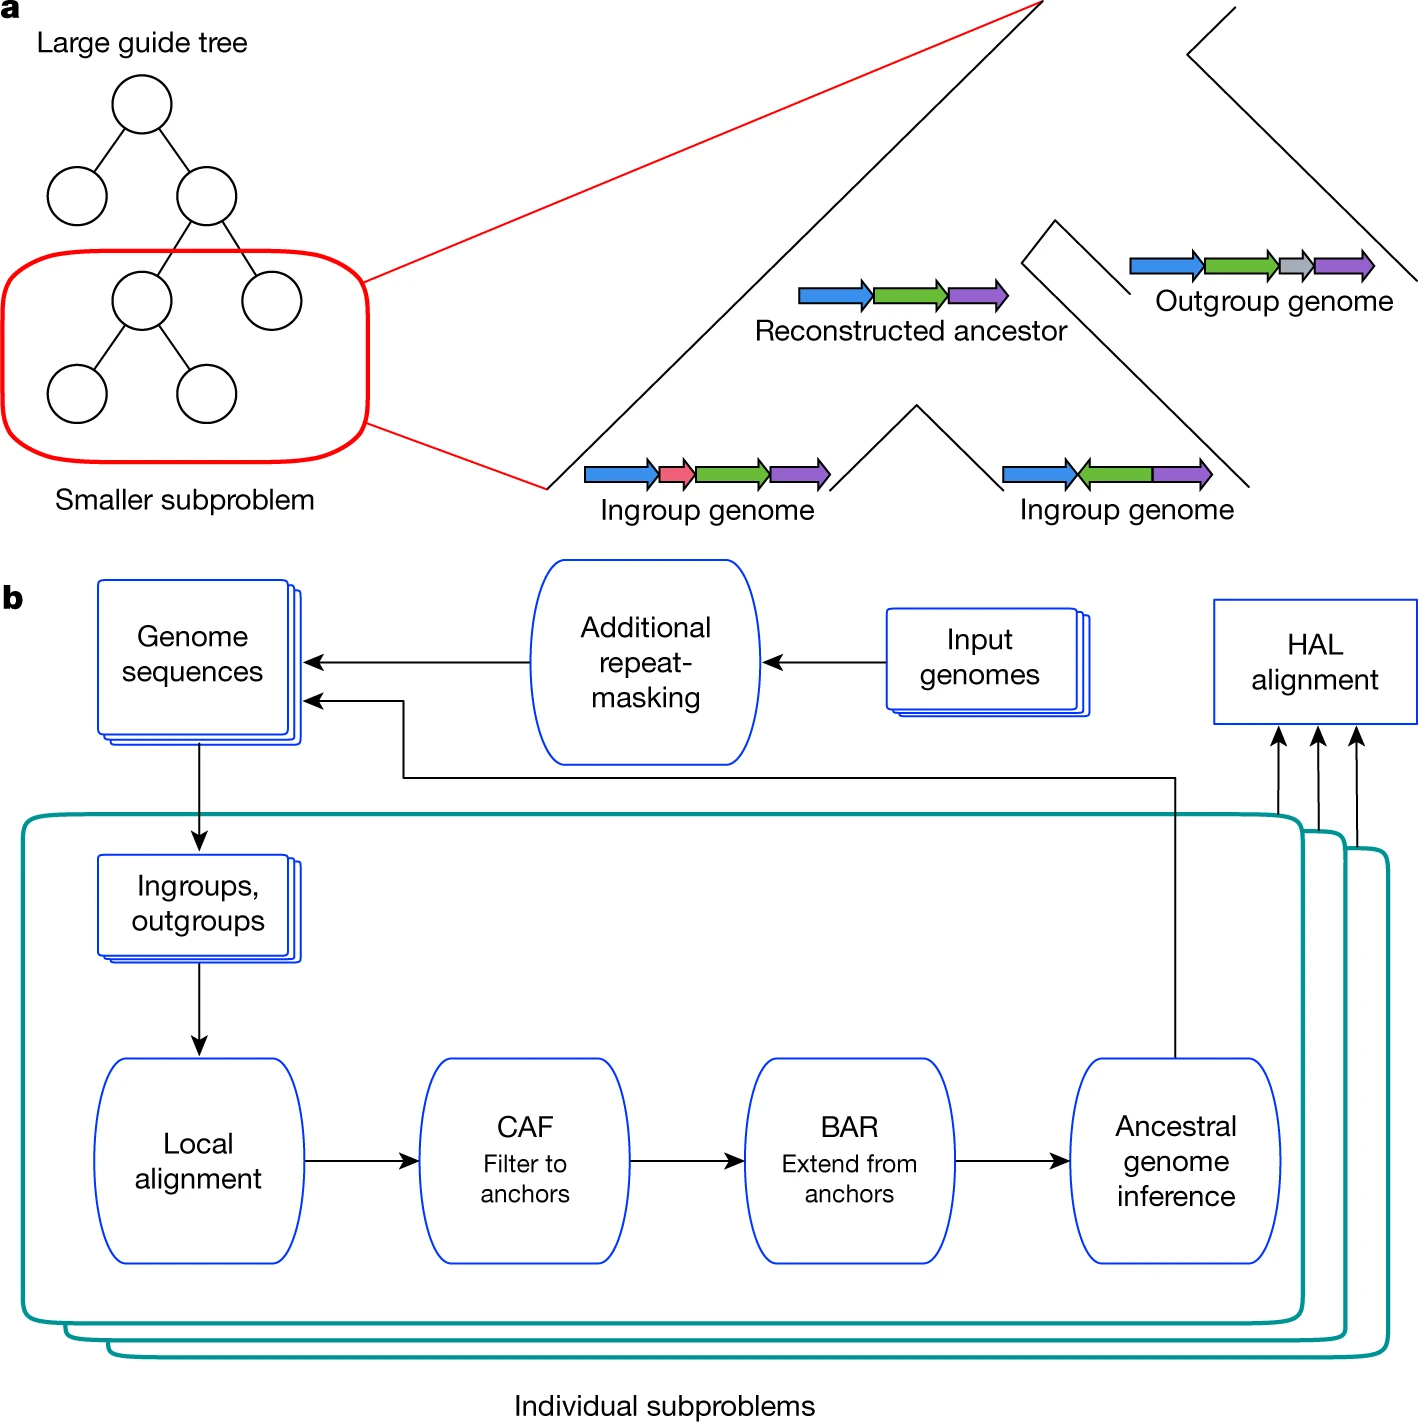 a
Large guide tree
Smaller subproblem
Reconstructed ancestor
Outgroup genome
Ingroup genome
Ingroup genome
b
Genome
sequences
Additional
repeat-
masking
Input
genomes
HAL
alignment
Ingroups,
outgroups
Local
alignment
CAF
Filter to
anchors
BAR
Extend from
anchors
Ancestral
genome
inference
Individual subproblems